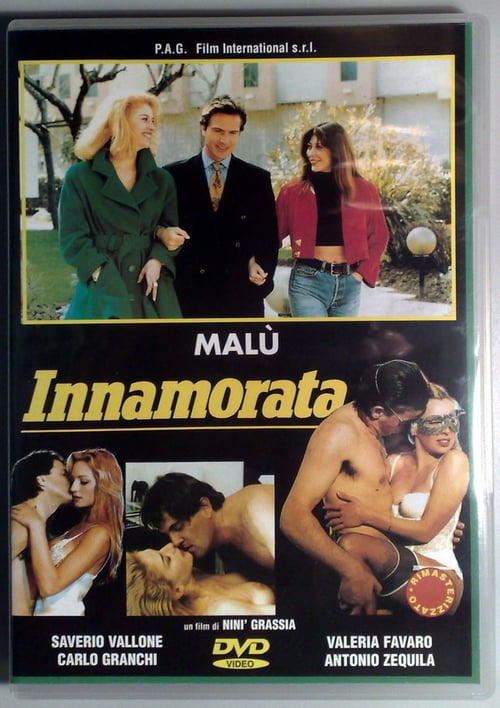 P.A.G. Film International s.r.l.
MALÙ
Innamorata
RIMASTERIZZATO
un film di NINI' GRASSIA
SAVERIO VALLONE
CARLO GRANCHI
DVD
VIDEO
VALERIA FAVARO
ANTONIO ZEQUILA